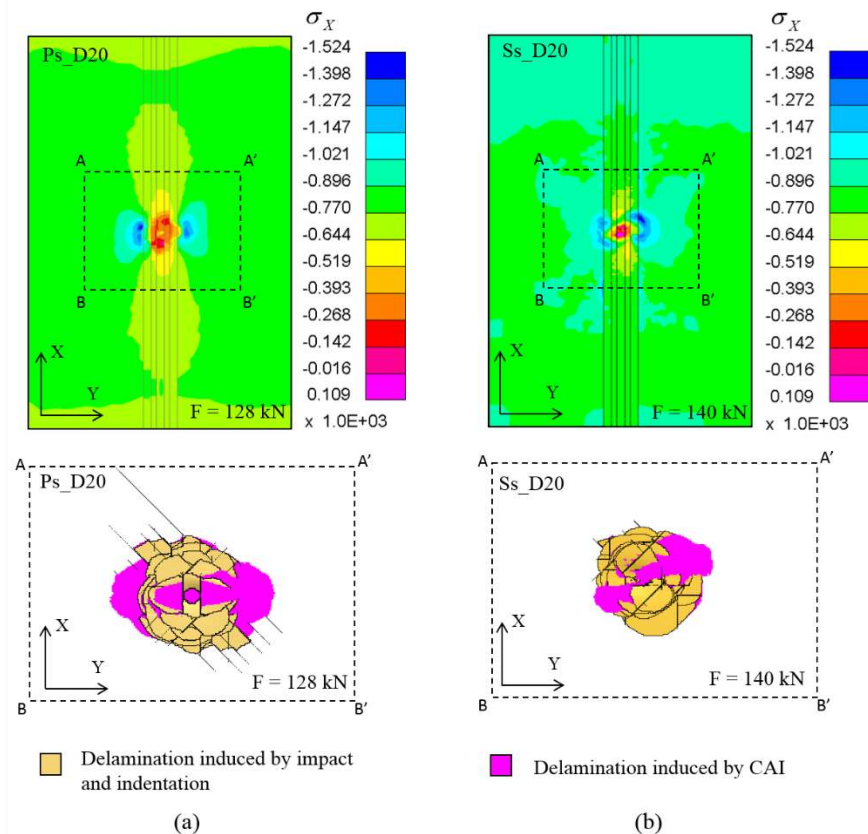 σX
-1.524
-1.398
-1.272
-1.147
-1.021
-0.896
-0.770
-0.644
-0.519
-0.393
-0.268
-0.142
-0.016
0.109
x 1.0E+03
Ps_D20
A A'
B B'
X
Y
F = 128 kN
σX
-1.524
-1.398
-1.272
-1.147
-1.021
-0.896
-0.770
-0.644
-0.519
-0.393
-0.268
-0.142
-0.016
0.109
x 1.0E+03
Ss_D20
A A'
B B'
X
Y
F = 140 kN
A A'
Ps_D20
X
Y
F = 128 kN
B B'
A A'
Ss_D20
X
Y
F = 140 kN
B B'
Delamination induced by impact
and indentation
Delamination induced by CAI
(a)
(b)